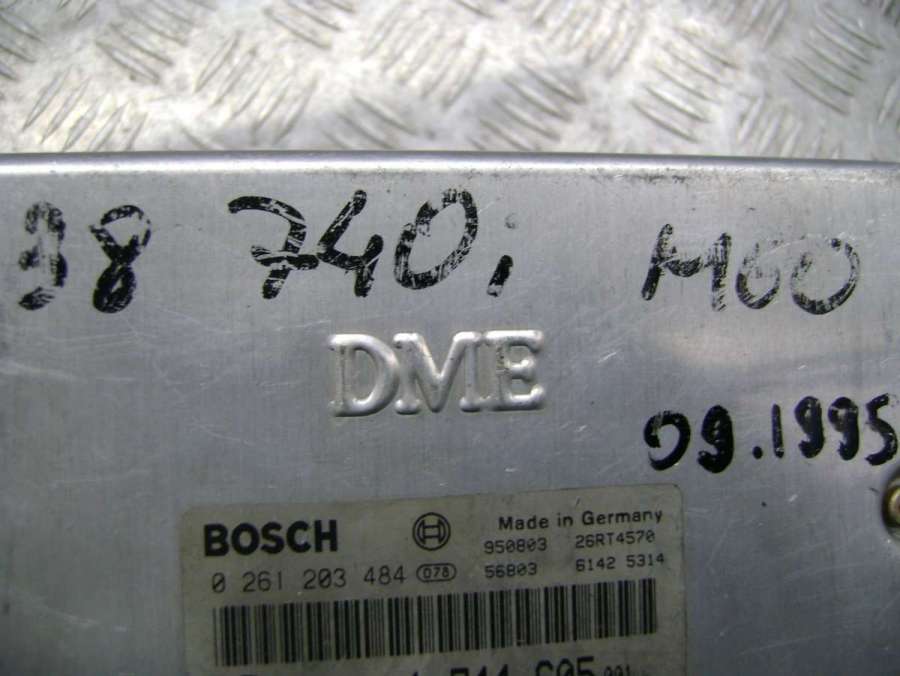 38 740i M60
DME
09.1995
BOSCH Made in Germany
950803 26RT4570
0 261 203 484 078 56803 6142 5314